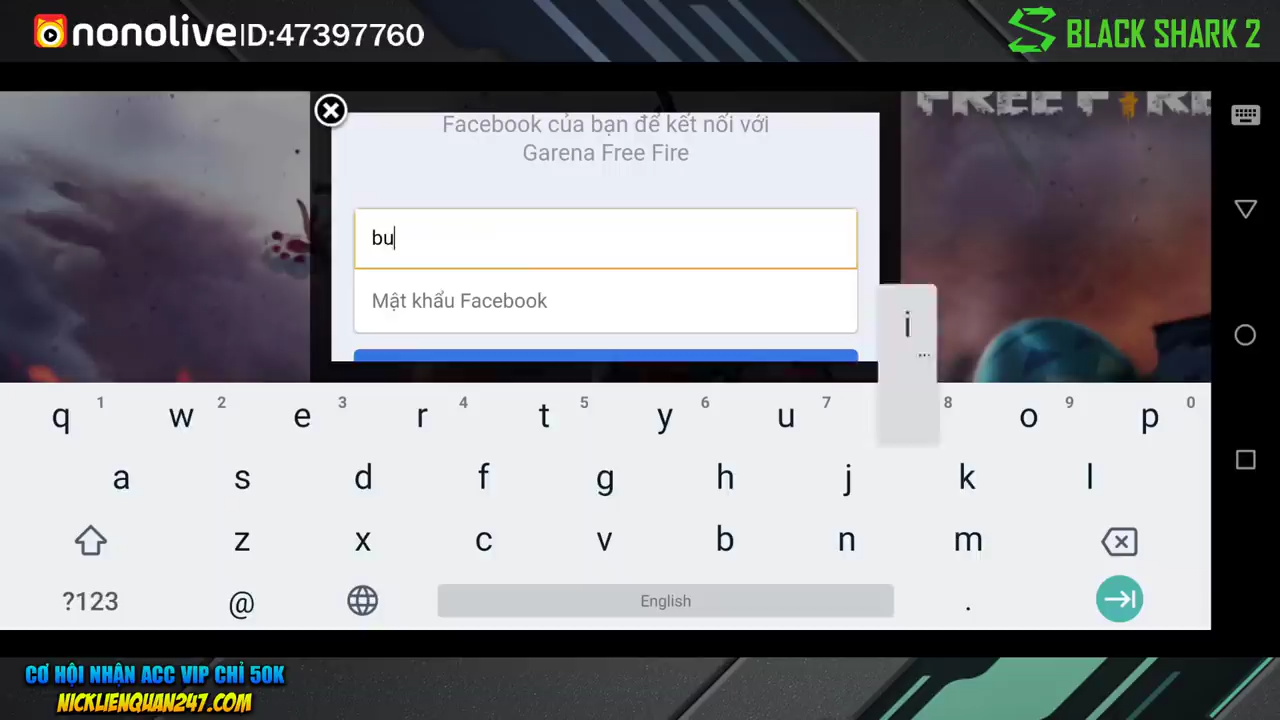 nonolive ID:47397760
BLACK SHARK 2
FREE FIRE
Facebook của bạn để kết nối với
Garena Free Fire
bu
Mật khẩu Facebook
i
...
q 1 w 2 e 3 r 4 t 5 y 6 u 7 8 o 9 p 0
a s d f g h j k l
z x c v b n m
?123 @ English .
CƠ HỘI NHẬN ACC VIP CHỈ 50K
NICKLIENQUAN247.COM